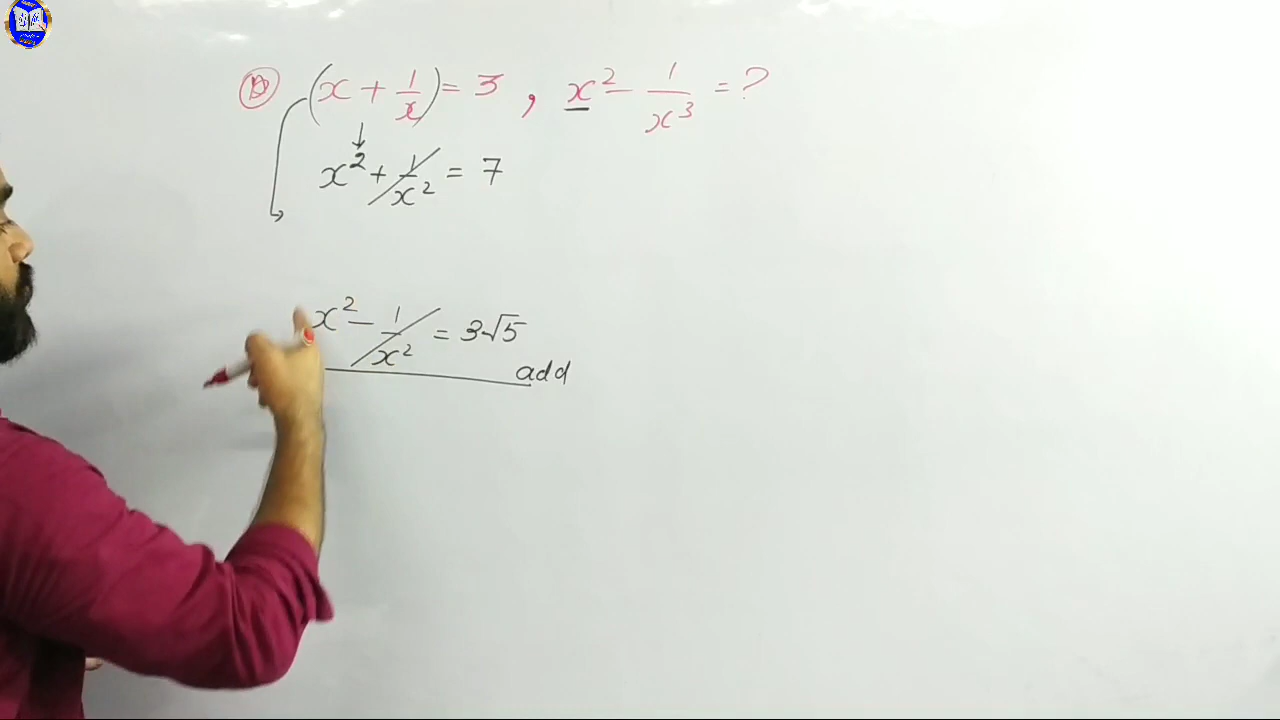 (x + 1/x) = 3 , x² - 1/x³ = ?
x² + 1/x² = 7
x² - 1/x² = 3√5
add